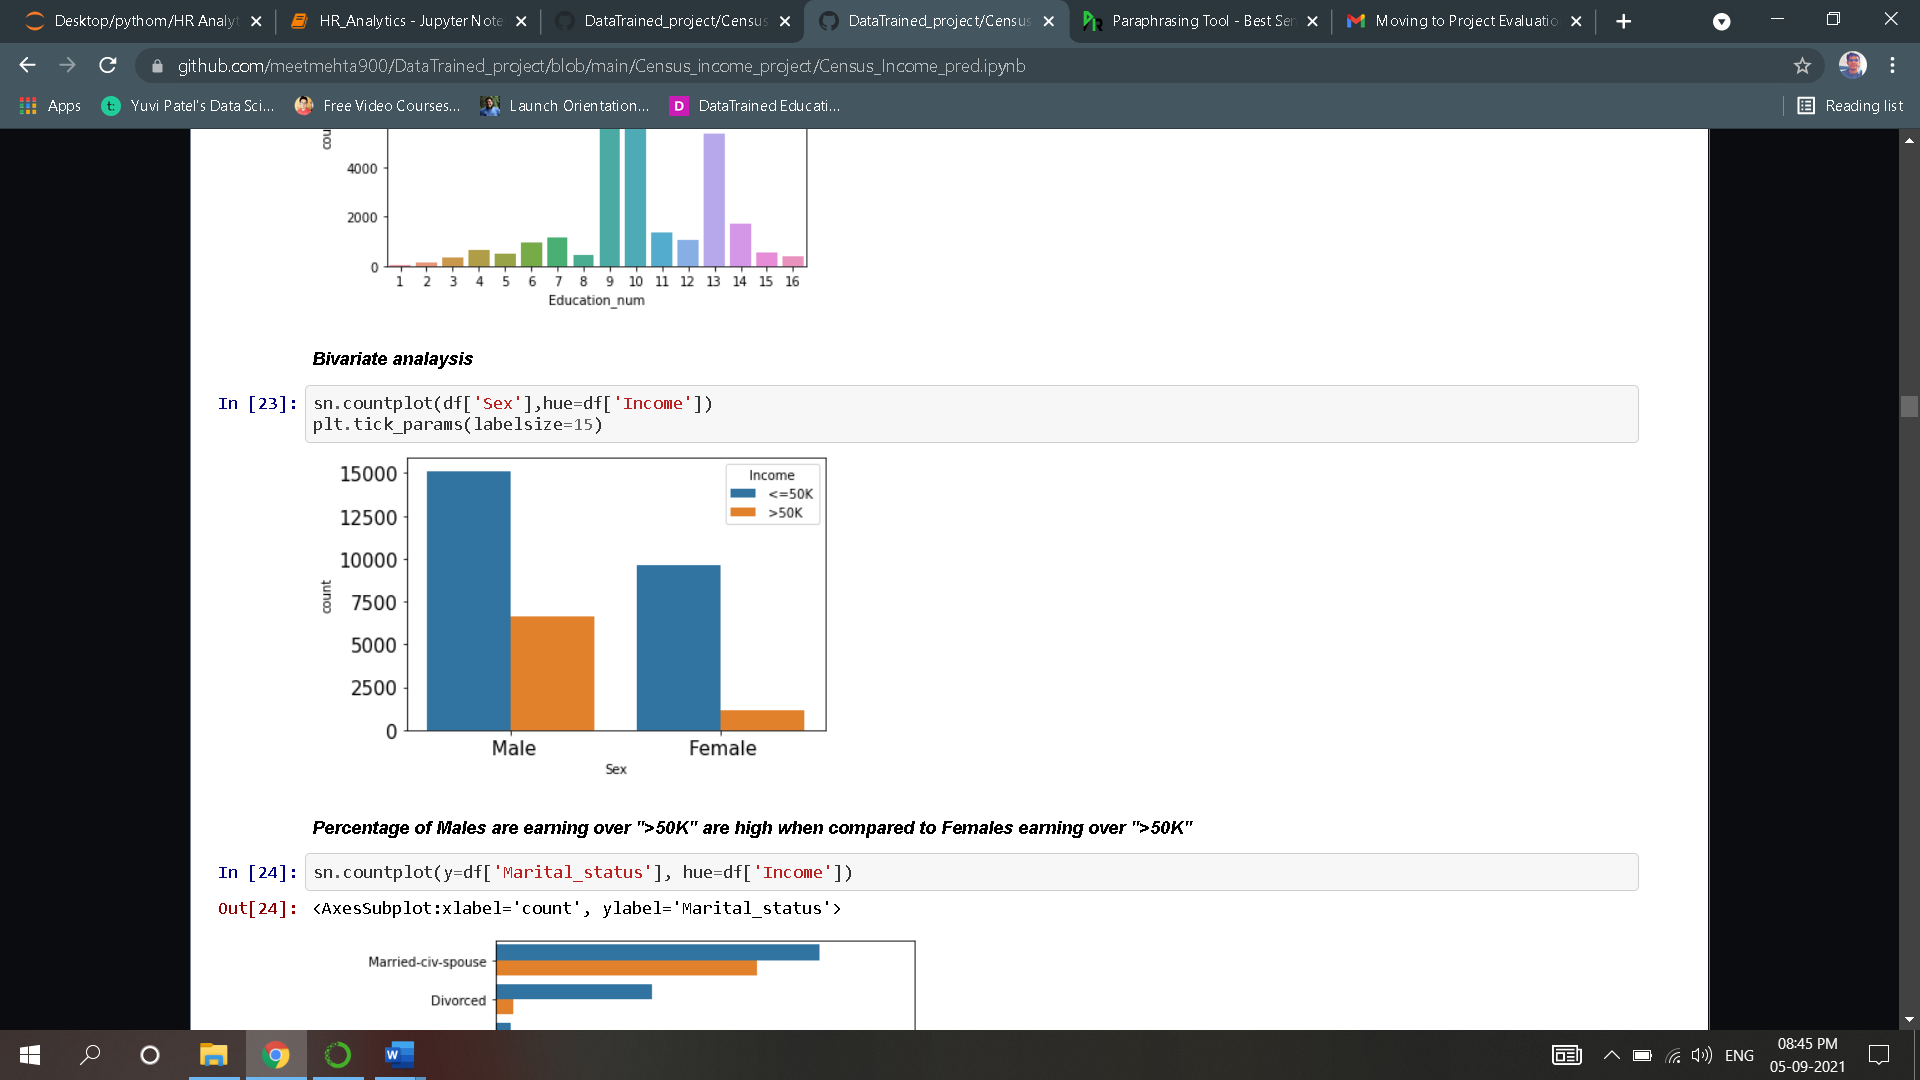 Desktop/pythom/HR Analyt
HR_Analytics - Jupyter Note
DataTrained_project/Census
DataTrained_project/Census
Paraphrasing Tool - Best Sen
Moving to Project Evaluatio
github.com/meetmehta900/DataTrained_project/blob/main/Census_income_project/Census_Income_pred.ipynb
Apps
Yuvi Patel's Data Sci...
Free Video Courses...
Launch Orientation...
D
DataTrained Educati...
Reading list
cou
4000
2000
0
1 2 3 4 5 6 7 8 9 10 11 12 13 14 15 16
Education_num
Bivariate analaysis
In [23]:
sn.countplot(df['Sex'],hue=df['Income'])
plt.tick_params(labelsize=15)
15000
12500
10000
7500
5000
2500
0
count
Income
<=50K
>50K
Male Female
Sex
Percentage of Males are earning over ">50K" are high when compared to Females earning over ">50K"
In [24]:
sn.countplot(y=df['Marital_status'], hue=df['Income'])
Out[24]:
<AxesSubplot:xlabel='count', ylabel='Marital_status'>
Married-civ-spouse
Divorced
W
ENG
08:45 PM
05-09-2021